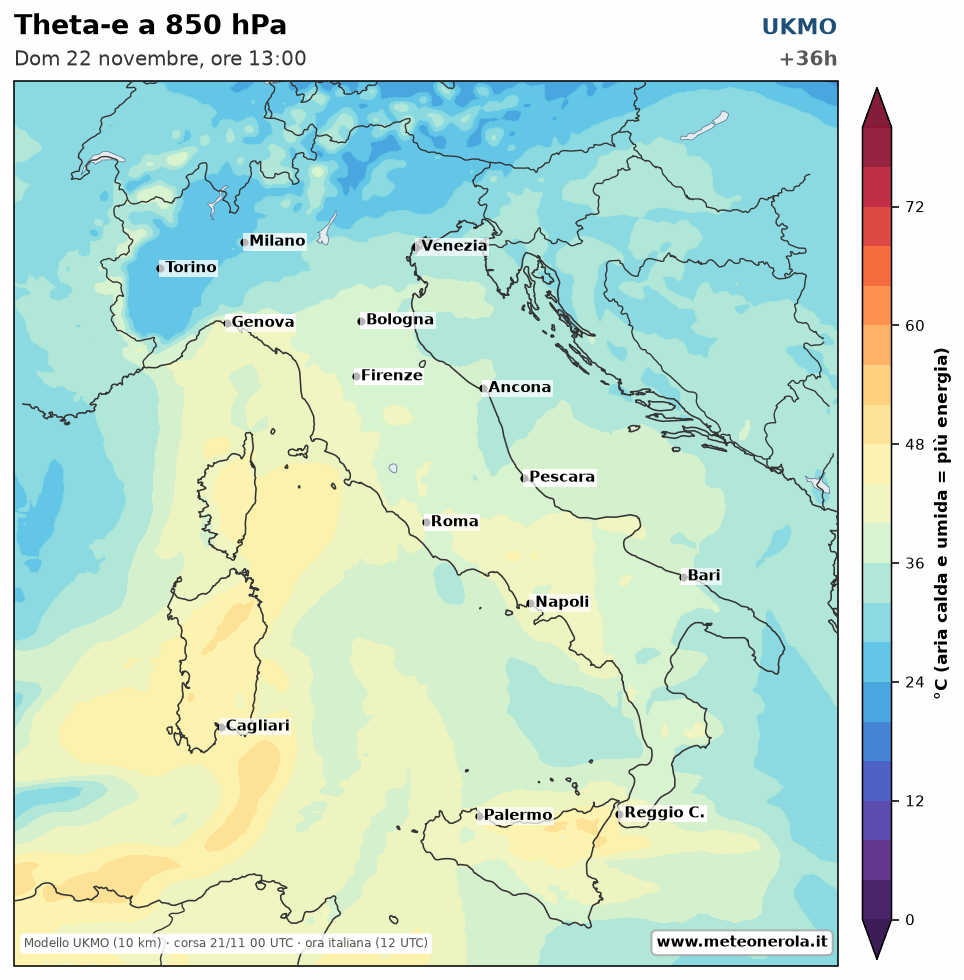 Theta-e a 850 hPa
UKMO
Dom 22 novembre, ore 13:00
+36h
Milano
Venezia
Torino
Genova
Bologna
Firenze
Ancona
Pescara
Roma
Bari
Napoli
Cagliari
Palermo
Reggio C.
72
60
48
36
24
12
0
°C (aria calda e umida = più energia)
Modello UKMO (10 km) · corsa 21/11 00 UTC · ora italiana (12 UTC)
www.meteonerola.it